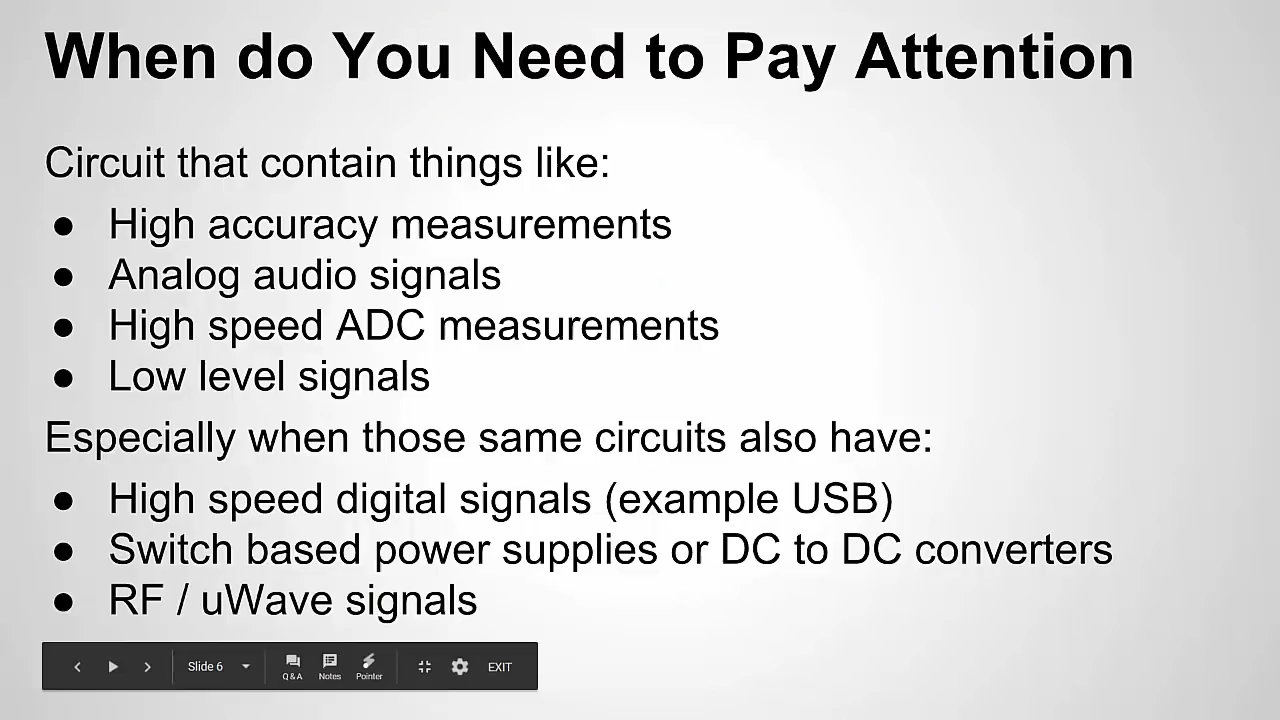 When do You Need to Pay Attention
Circuit that contain things like:
● High accuracy measurements
● Analog audio signals
● High speed ADC measurements
● Low level signals
Especially when those same circuits also have:
● High speed digital signals (example USB)
● Switch based power supplies or DC to DC converters
● RF / uWave signals
Slide 6
Q&A Notes Pointer
EXIT